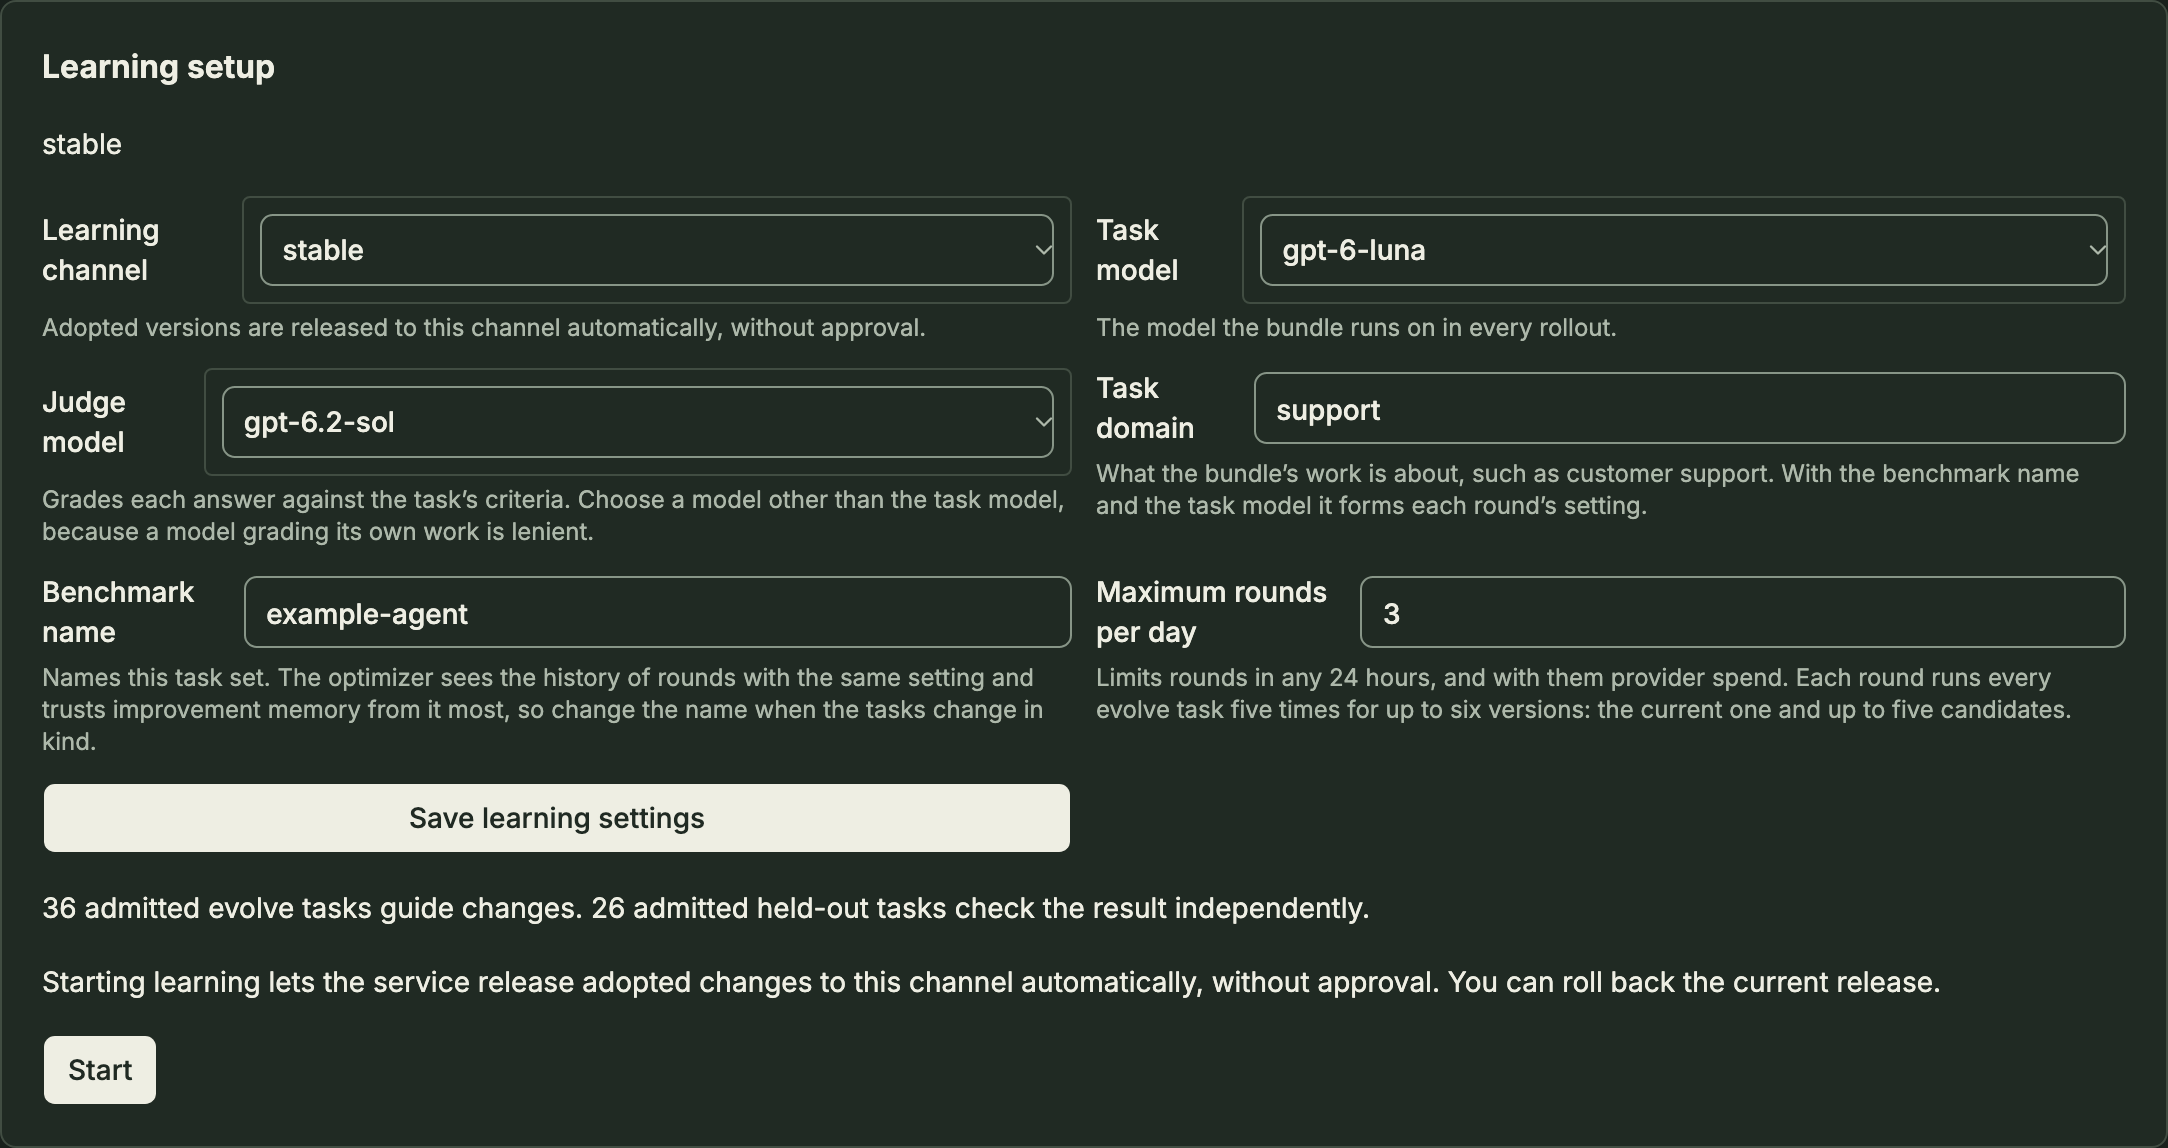 Learning setup
stable
Learning
channel
stable
Task
model
gpt-6-luna
Adopted versions are released to this channel automatically, without approval.
The model the bundle runs on in every rollout.
Judge
model
gpt-6.2-sol
Task
domain
support
Grades each answer against the task’s criteria. Choose a model other than the task model,
because a model grading its own work is lenient.
What the bundle’s work is about, such as customer support. With the benchmark name
and the task model it forms each round’s setting.
Benchmark
name
example-agent
Maximum rounds
per day
3
Names this task set. The optimizer sees the history of rounds with the same setting and
trusts improvement memory from it most, so change the name when the tasks change in
kind.
Limits rounds in any 24 hours, and with them provider spend. Each round runs every
evolve task five times for up to six versions: the current one and up to five candidates.
Save learning settings
36 admitted evolve tasks guide changes. 26 admitted held-out tasks check the result independently.
Starting learning lets the service release adopted changes to this channel automatically, without approval. You can roll back the current release.
Start